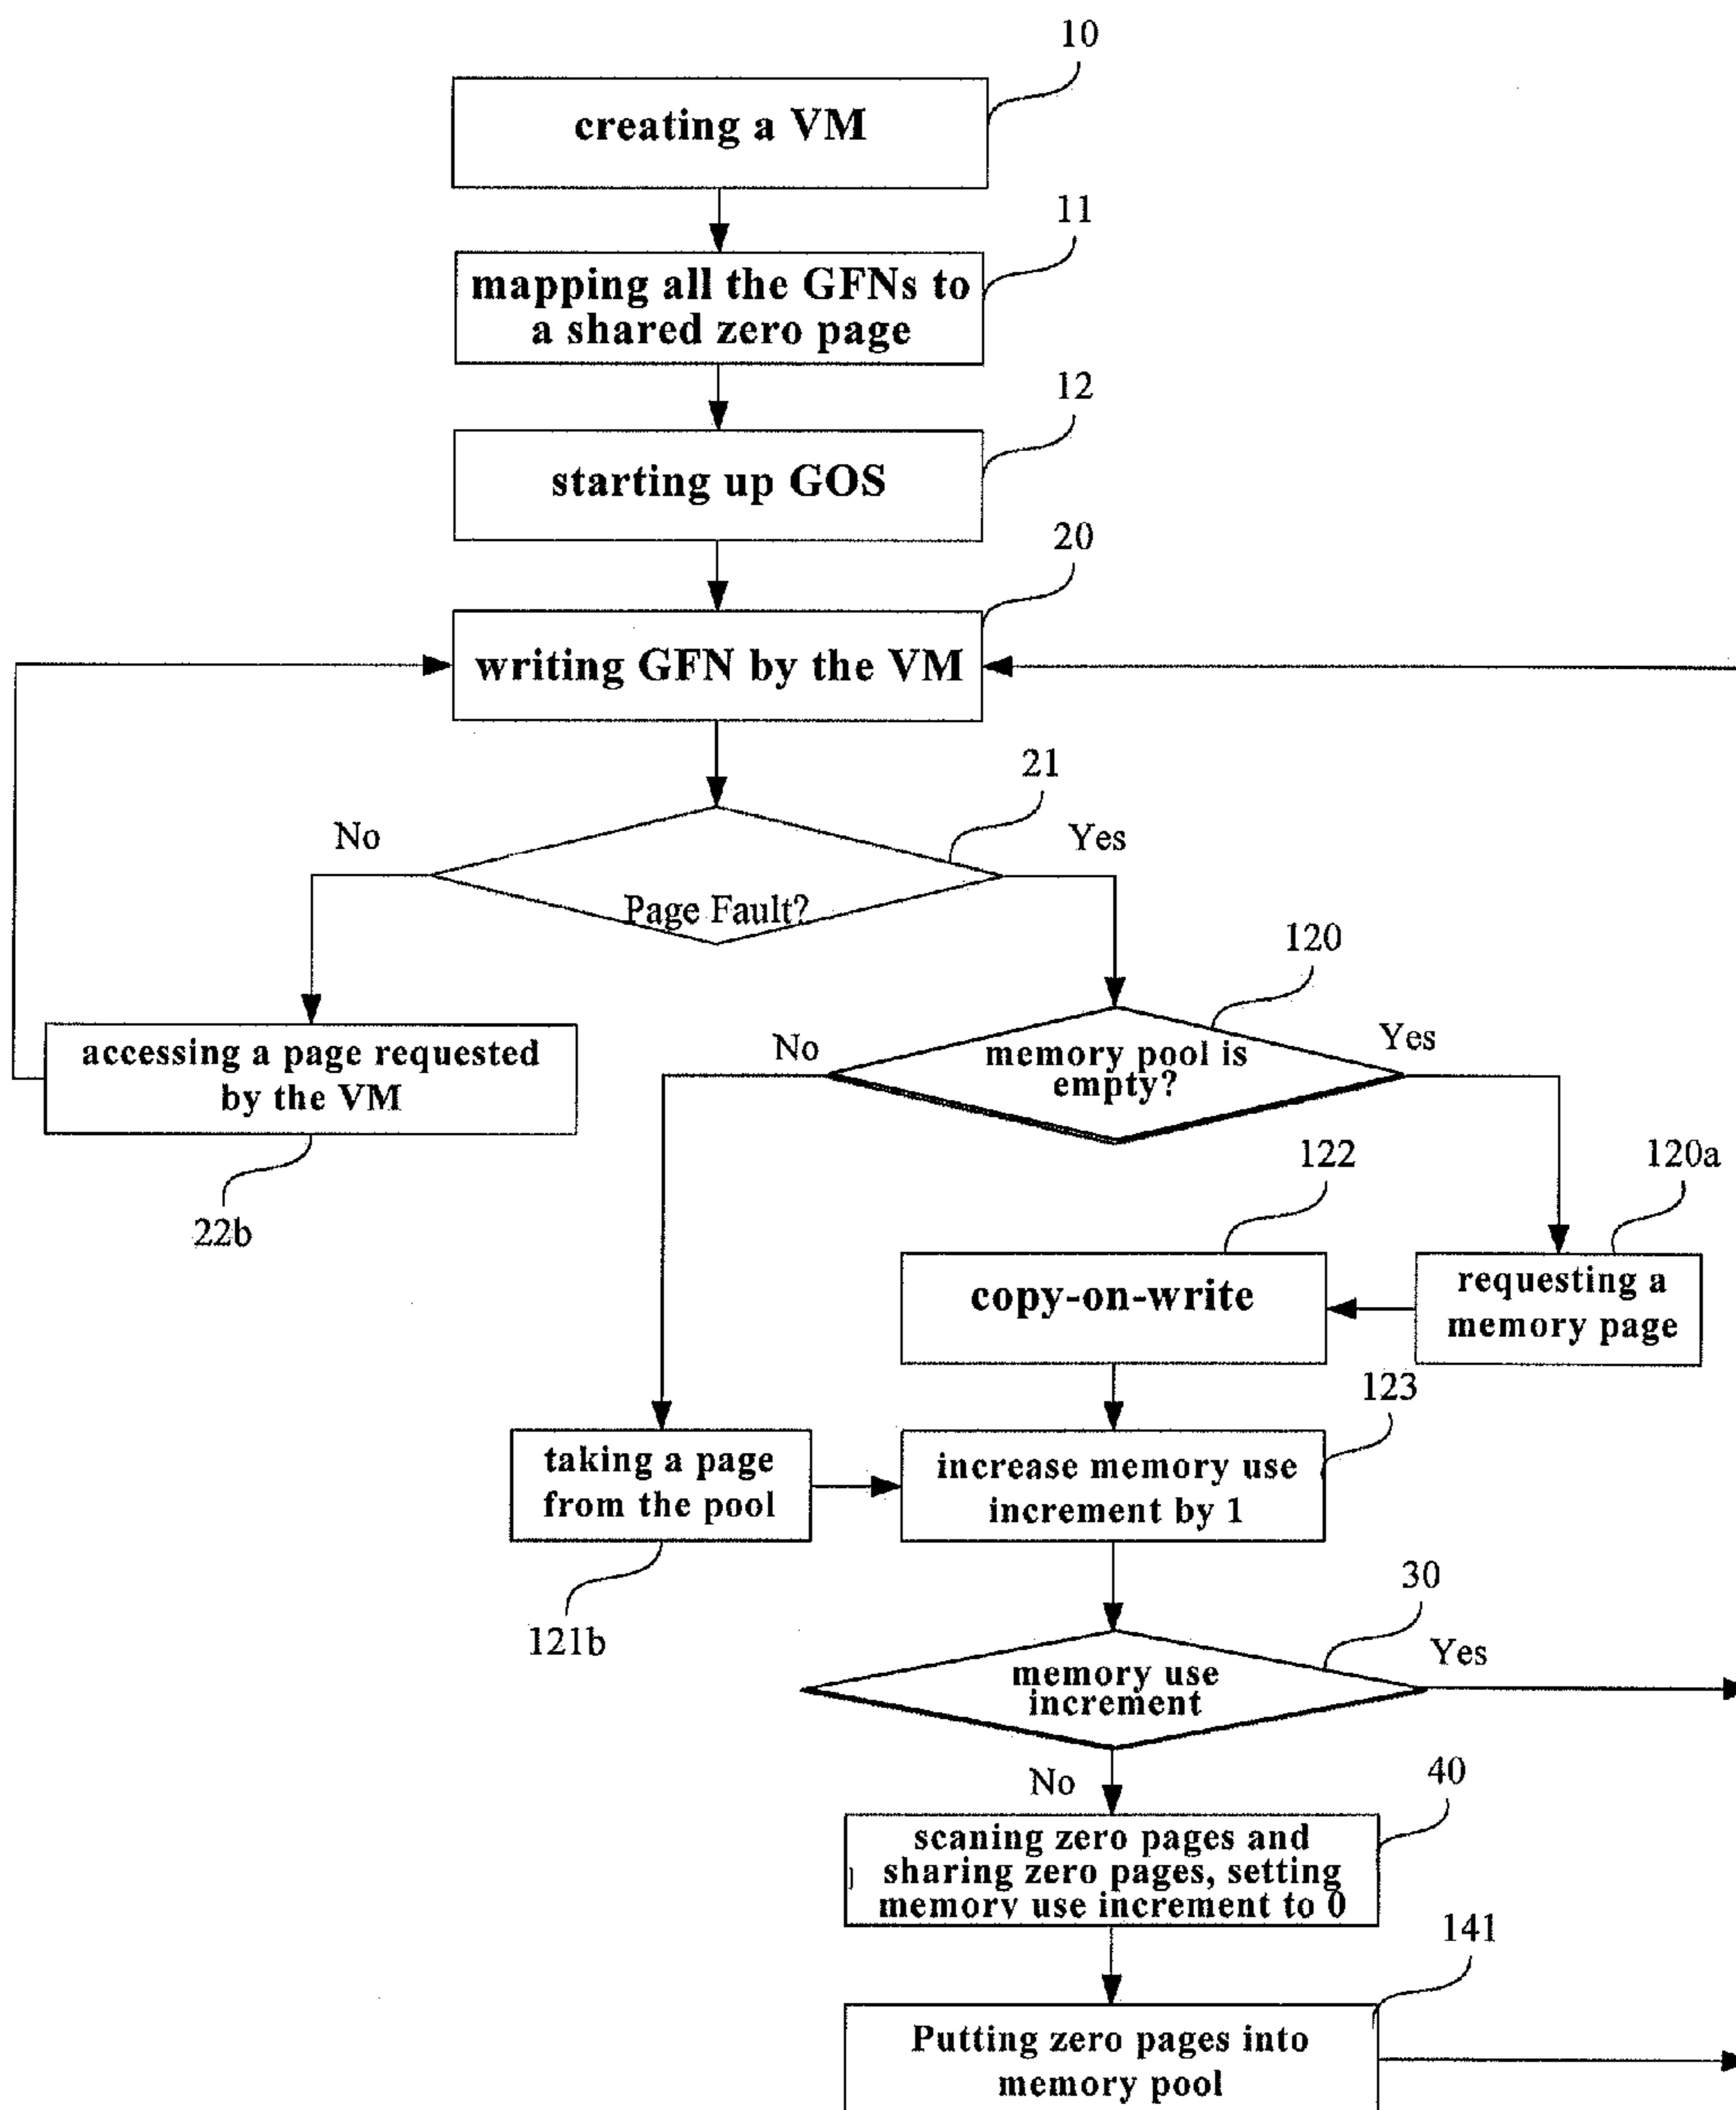 10
creating a VM
11
mapping all the GFNs to
a shared zero page
12
starting up GOS
20
writing GFN by the VM
21
No
Yes
Page Fault?
120
accessing a page requested
by the VM
No
memory pool is
empty?
Yes
22b
122
120a
copy-on-write
requesting a
memory page
123
taking a page
from the pool
increase memory use
increment by 1
121b
30
memory use
increment
Yes
No
40
scaning zero pages and
sharing zero pages, setting
memory use increment to 0
141
Putting zero pages into
memory pool